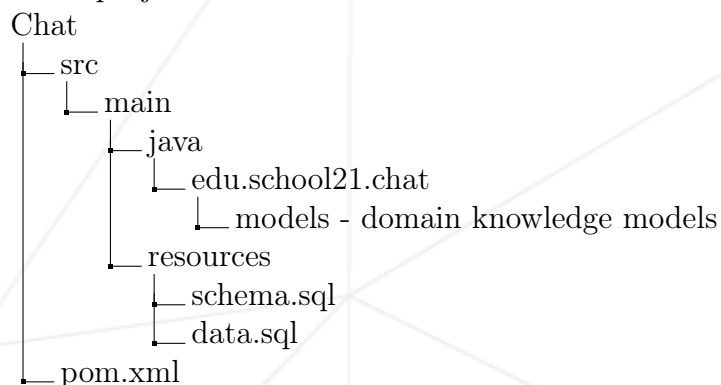 Chat
src
main
java
edu.school21.chat
models - domain knowledge models
resources
schema.sql
data.sql
pom.xml